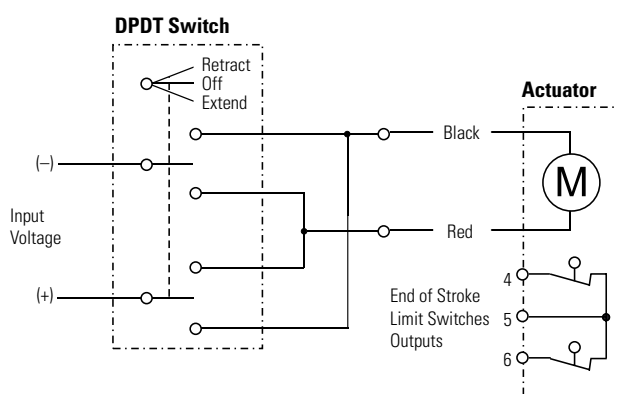 DPDT Switch
Retract
Off
Extend
Actuator
(–)
Black
M
Input
Voltage
Red
(+)
End of Stroke
Limit Switches
Outputs
4
5
6